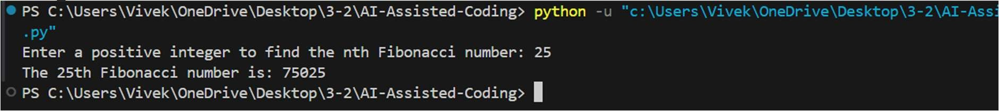 PS C:\Users\Vivek\OneDrive\Desktop\3-2\AI-Assisted-Coding> python -u "c:\Users\Vivek\OneDrive\Desktop\3-2\AI-Assi
.py"
Enter a positive integer to find the nth Fibonacci number: 25
The 25th Fibonacci number is: 75025
PS C:\Users\Vivek\OneDrive\Desktop\3-2\AI-Assisted-Coding>